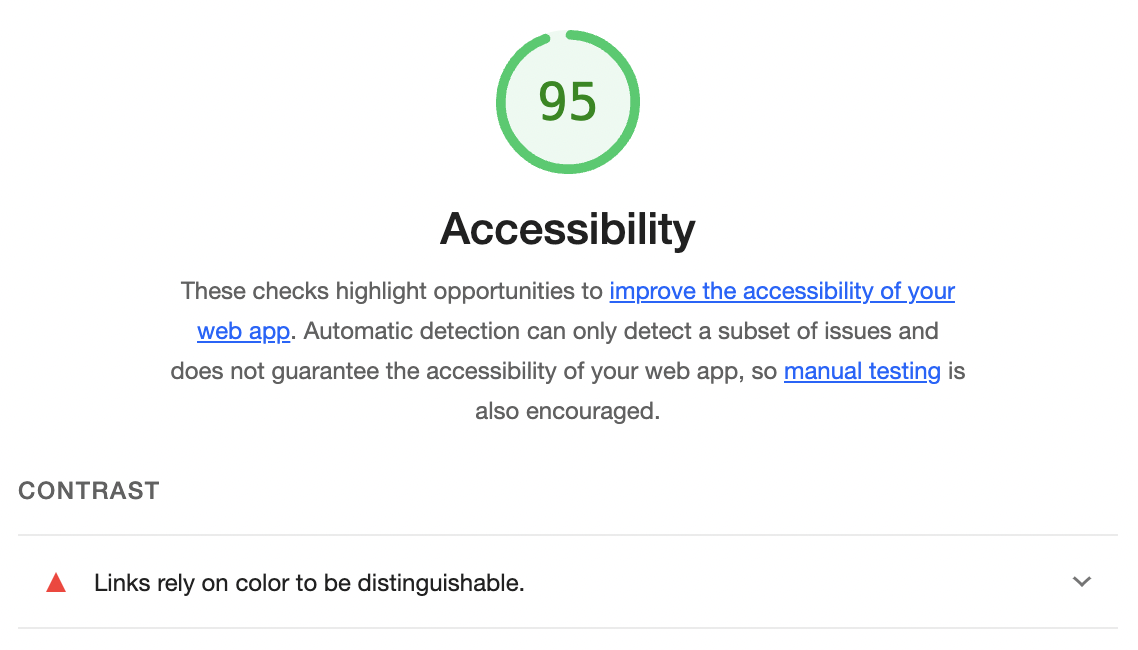 95
Accessibility
These checks highlight opportunities to improve the accessibility of your
web app. Automatic detection can only detect a subset of issues and
does not guarantee the accessibility of your web app, so manual testing is
also encouraged.
CONTRAST
Links rely on color to be distinguishable.